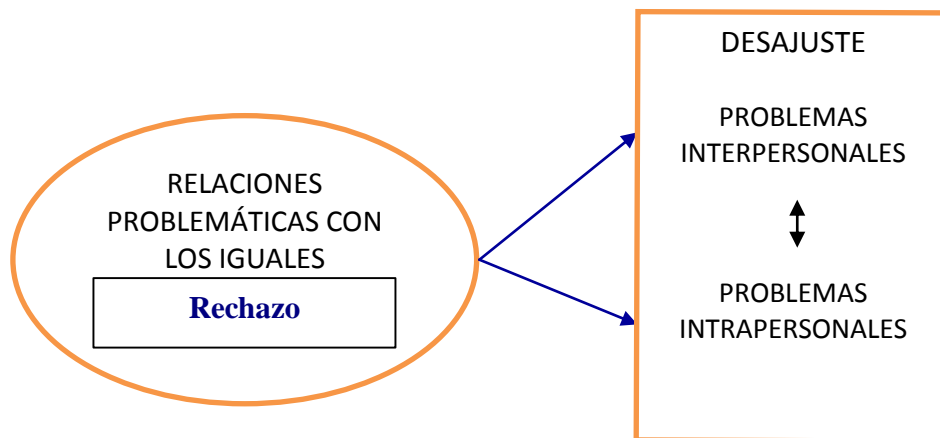 RELACIONES
PROBLEMÁTICAS CON
LOS IGUALES
Rechazo
DESAJUSTE
PROBLEMAS
INTERPERSONALES
PROBLEMAS
INTRAPERSONALES